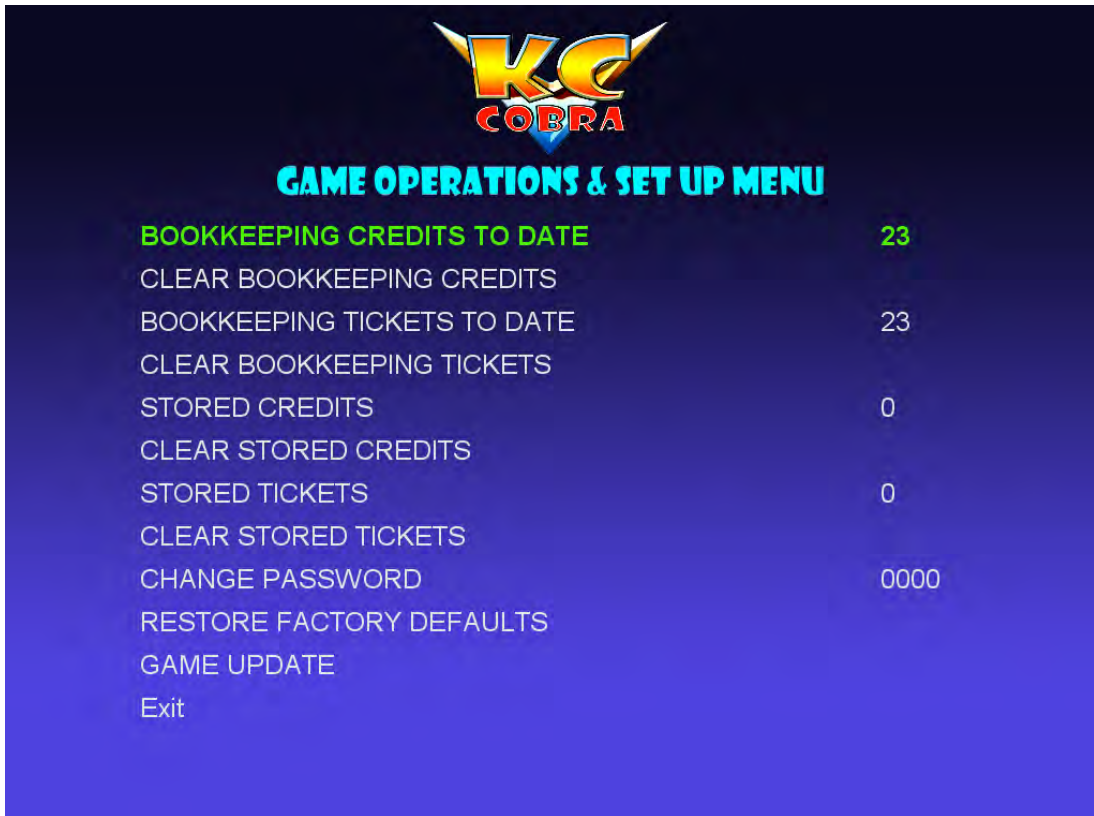 KC
COBRA
GAME OPERATIONS & SET UP MENU
BOOKKEEPING CREDITS TO DATE 23
CLEAR BOOKKEEPING CREDITS
BOOKKEEPING TICKETS TO DATE 23
CLEAR BOOKKEEPING TICKETS
STORED CREDITS 0
CLEAR STORED CREDITS
STORED TICKETS 0
CLEAR STORED TICKETS
CHANGE PASSWORD 0000
RESTORE FACTORY DEFAULTS
GAME UPDATE
Exit